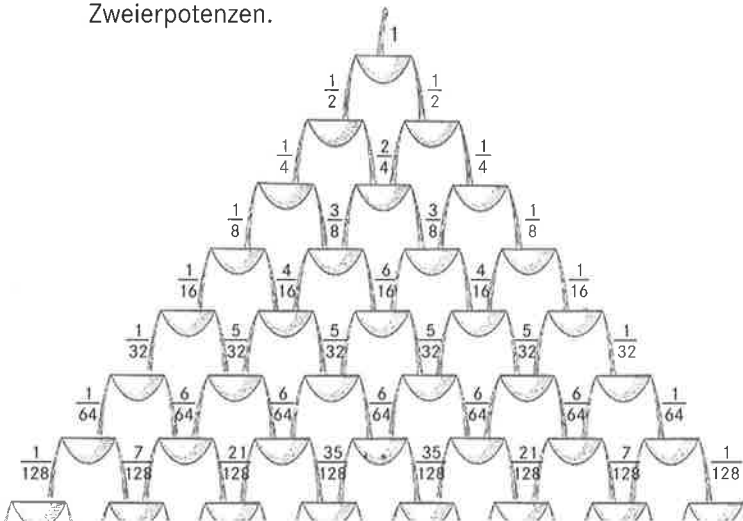 Zweierpotenzen.
1
1/2 1/2
1/4 2/4 1/4
1/8 3/8 3/8 1/8
1/16 4/16 6/16 4/16 1/16
1/32 5/32 5/32 5/32 5/32 1/32
1/64 6/64 6/64 6/64 6/64 6/64 1/64
1/128 7/128 21/128 35/128 35/128 21/128 7/128 1/128